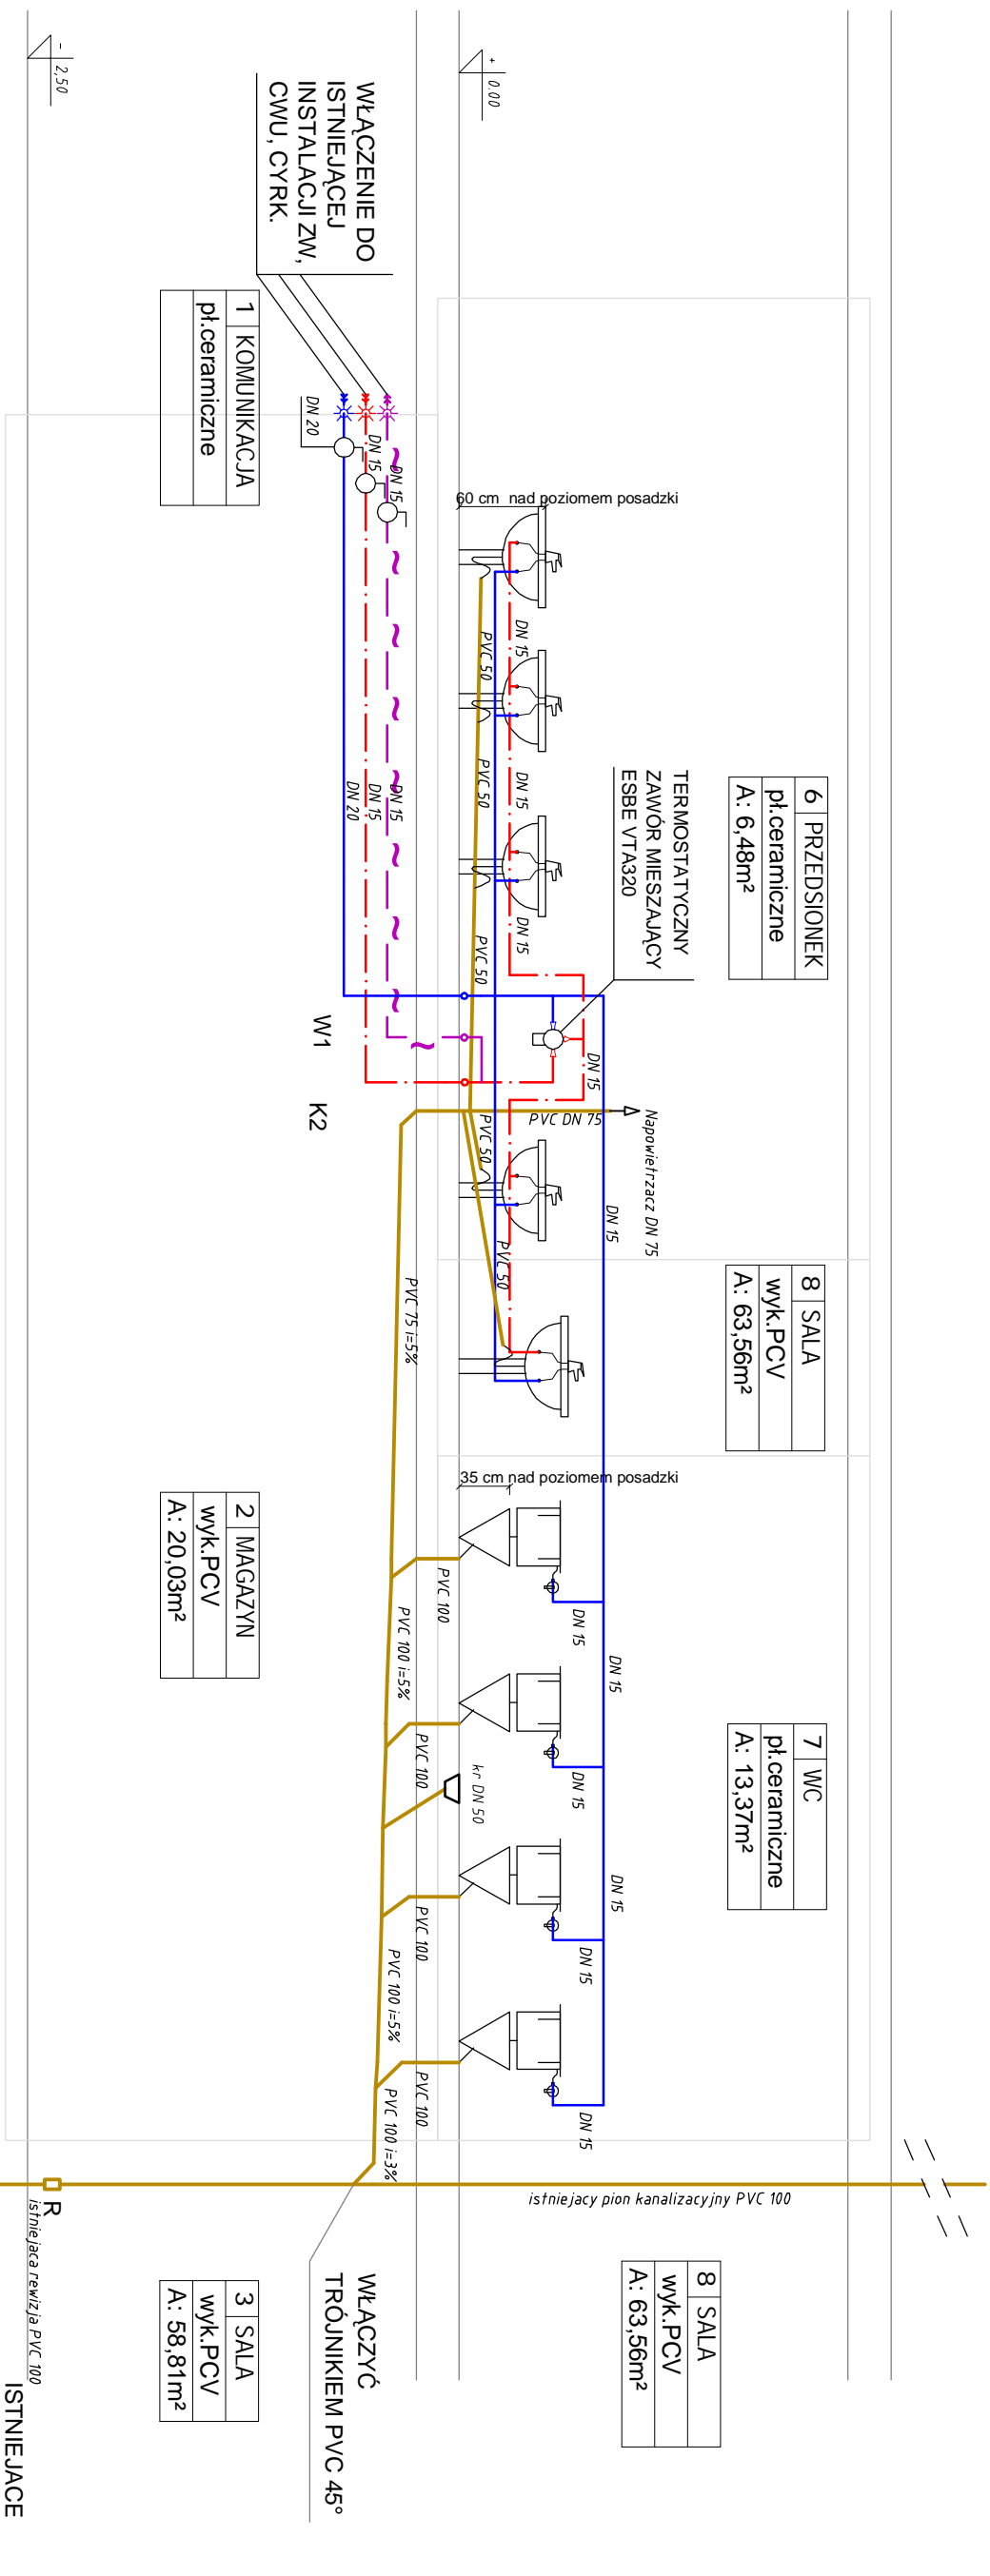 +
0.00
-
2,50
WŁĄCZENIE DO
ISTNIEJĄCEJ
INSTALACJI ZW,
CWU, CYRK.
1 KOMUNIKACJA
pł.ceramiczne
DN 20
DN 15
DN 15
60 cm  nad poziomem posadzki
DN 15
PVC 50
DN 15
PVC 50
DN 15
PVC 50
DN 15
DN 15
DN 20
6 PRZEDSIONEK
pł.ceramiczne
A: 6,48m²
TERMOSTATYCZNY
ZAWÓR MIESZAJĄCY
ESBE VTA320
W1
K2
DN 15
PVC DN 75
Napowietrzacz DN 75
PVC 50
DN 15
PVC 50
PVC 75 i=5%
8 SALA
wyk.PCV
A: 63,56m²
35 cm nad poziomem posadzki
2 MAGAZYN
wyk.PCV
A: 20,03m²
PVC 100
DN 15
DN 15
PVC 100 i=5%
PVC 100
kr DN 50
DN 15
7 WC
pł.ceramiczne
A: 13,37m²
DN 15
PVC 100
DN 15
PVC 100 i=5%
PVC 100
DN 15
PVC 100 i=3%
istniejacy pion kanalizacyjny PVC 100
R
istniejaca rewizja PVC 100
8 SALA
wyk.PCV
A: 63,56m²
WŁĄCZYĆ
TRÓJNIKIEM PVC 45°
3 SALA
wyk.PCV
A: 58,81m²
ISTNIEJACE